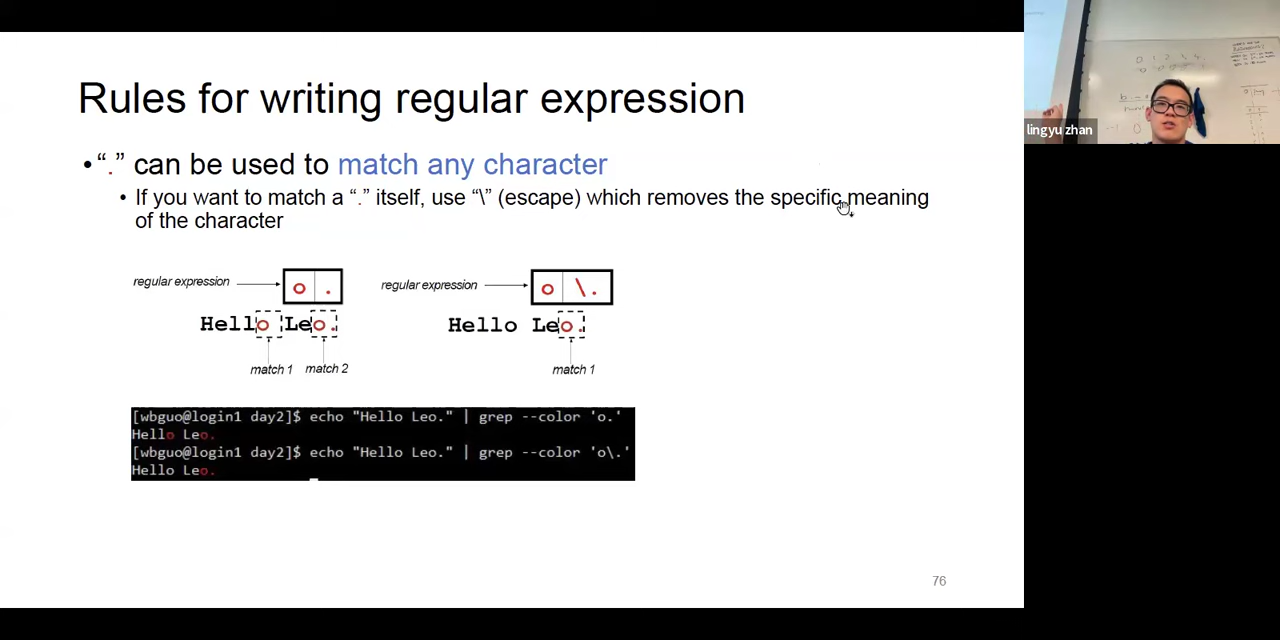 Rules for writing regular expression
• “.” can be used to match any character
• If you want to match a “.” itself, use “\” (escape) which removes the specific meaning
of the character
regular expression
o .
Hello Leo.
match 1 match 2
regular expression
o \.
Hello Leo.
match 1
[wbguo@login1 day2]$ echo "Hello Leo." | grep --color 'o.'
Hello Leo.
[wbguo@login1 day2]$ echo "Hello Leo." | grep --color 'o\.'
Hello Leo.
76
lingyu zhan